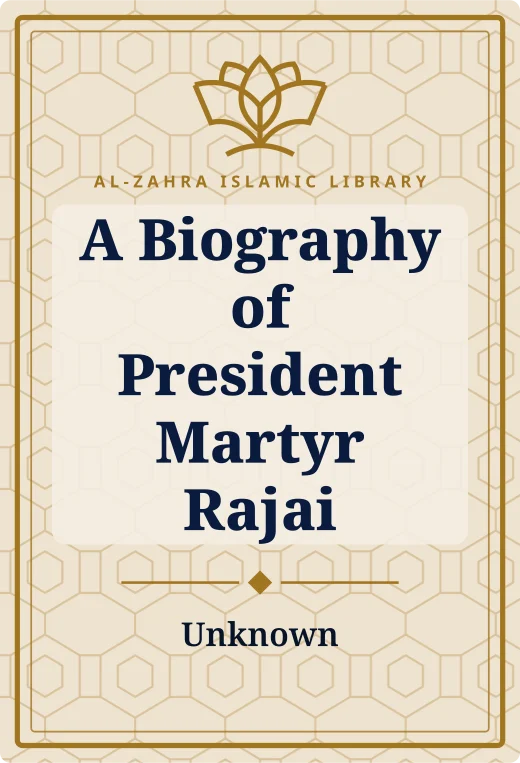 AL-ZAHRA ISLAMIC LIBRARY
A Biography
of
President
Martyr
Rajai
Unknown